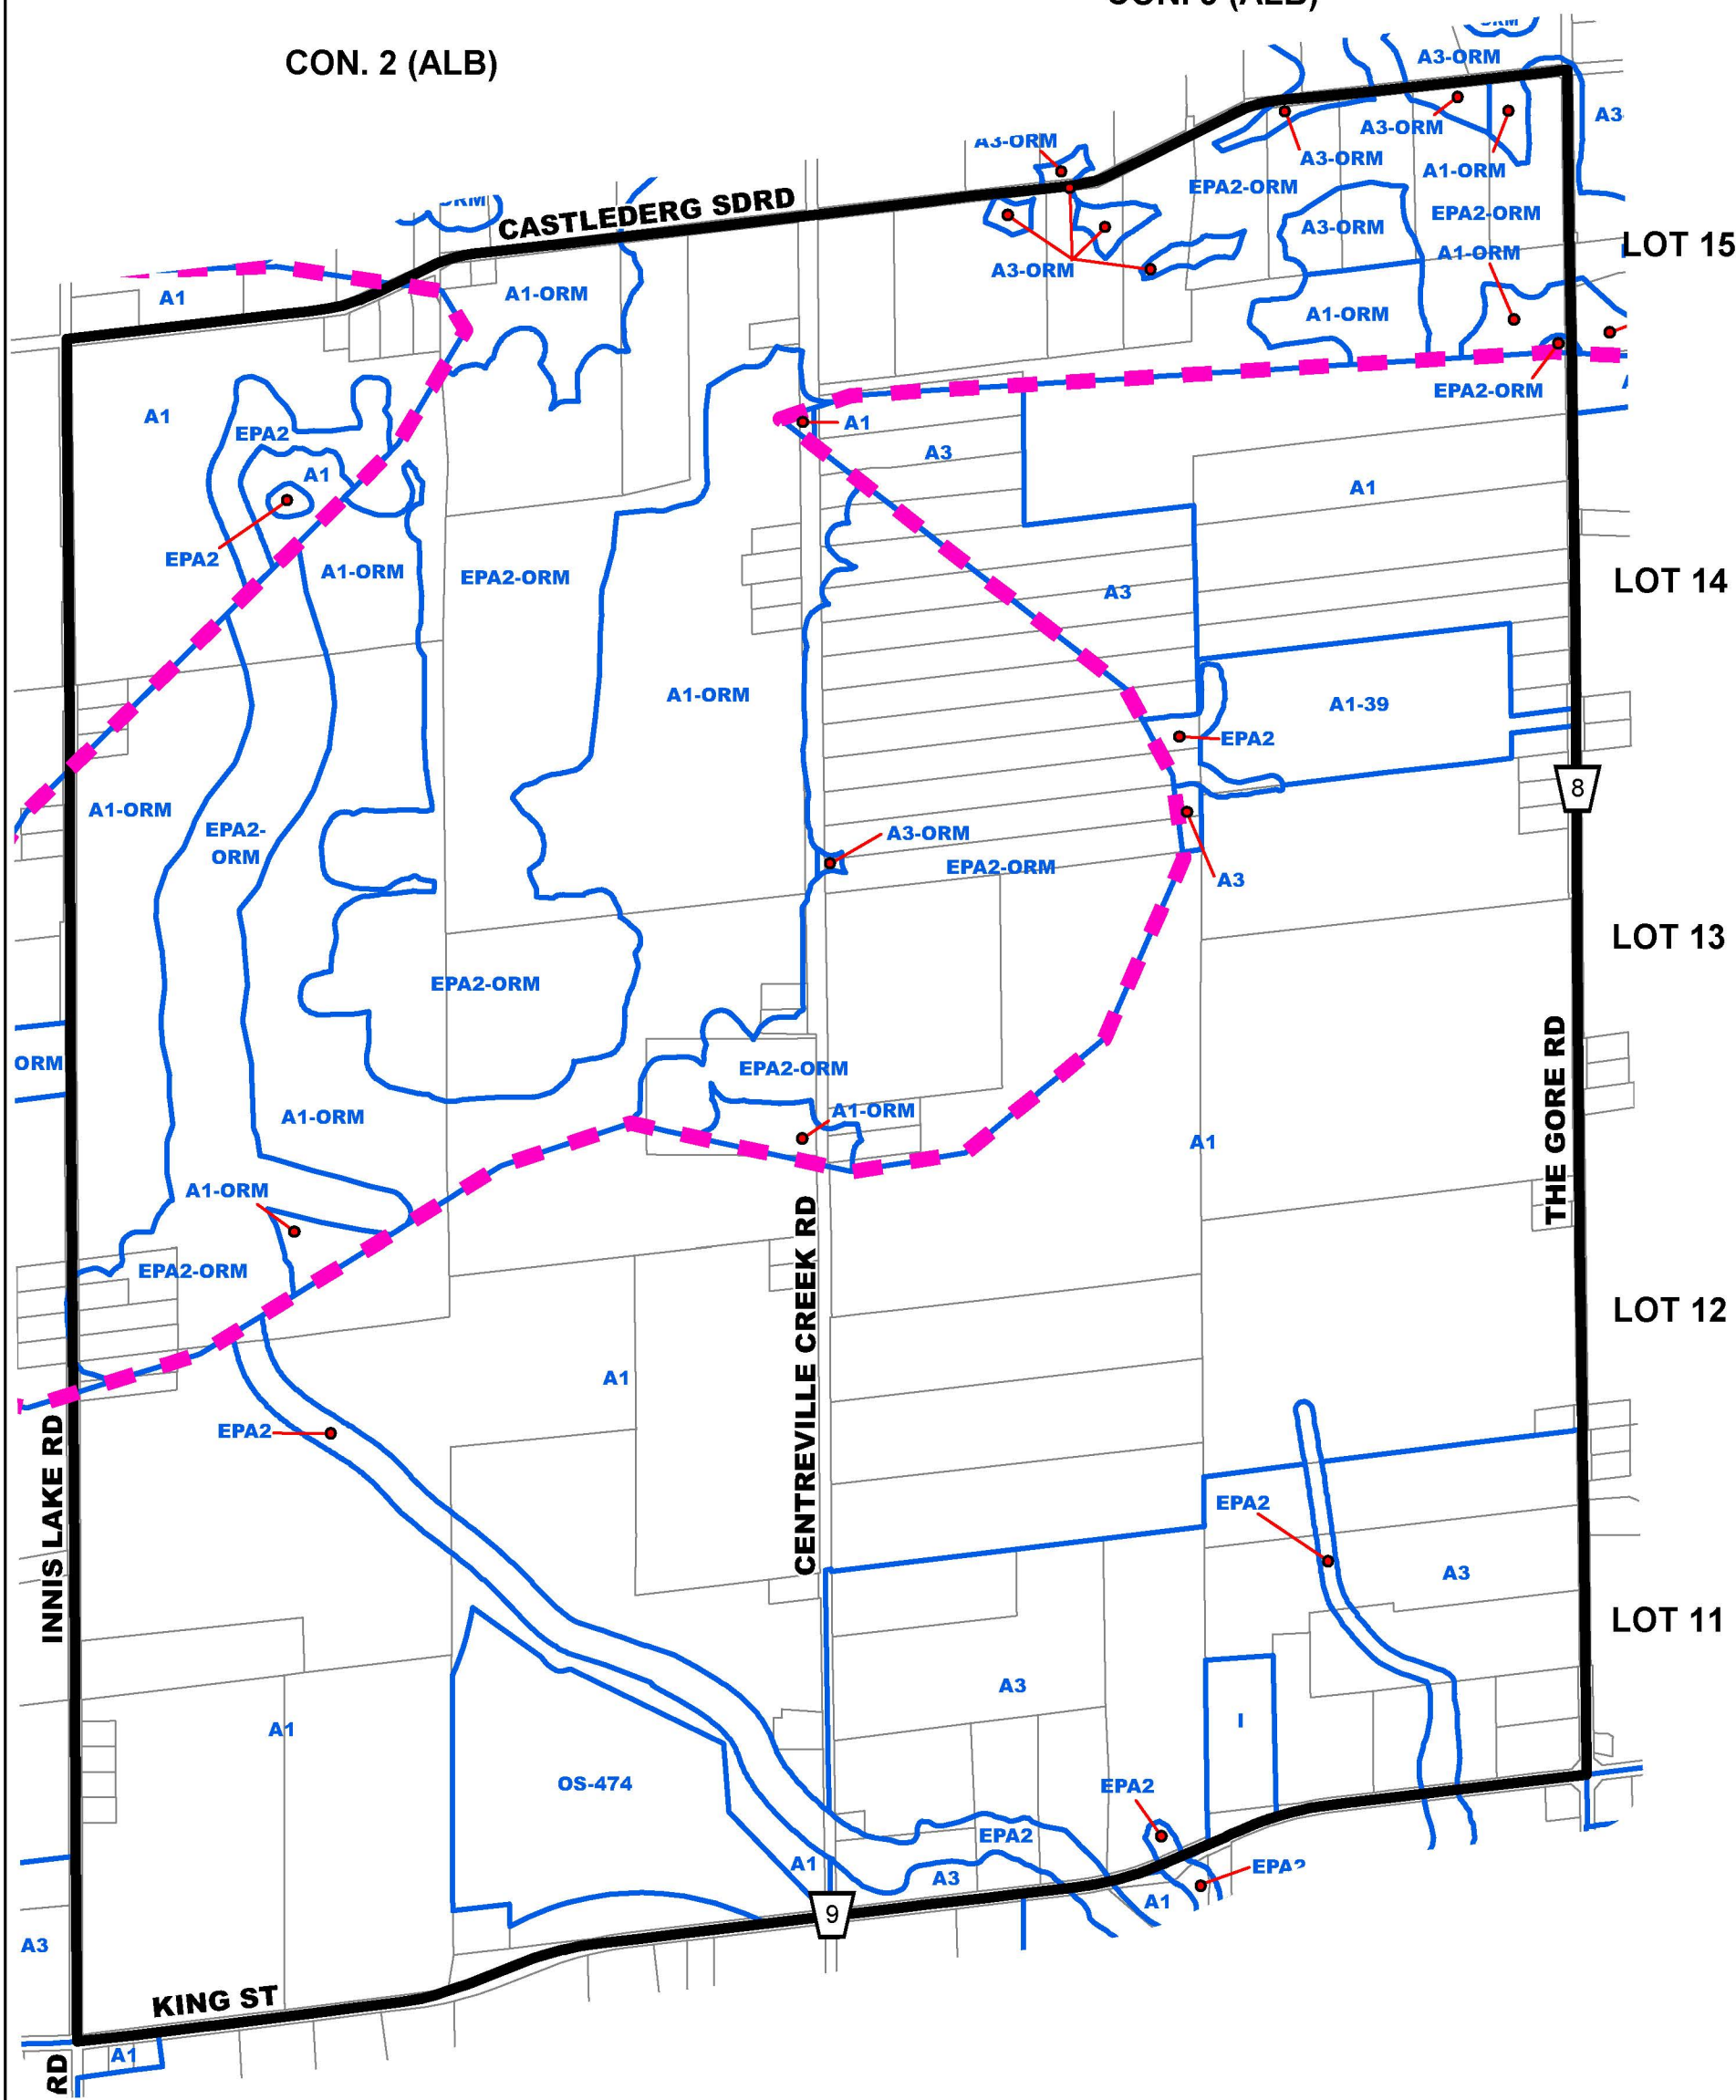 CON. 2 (ALB)
A3-ORM
A3
CASTLEDERG SDRD
A3-ORM
A3-ORM
A3-ORM
A1-ORM
EPA2-ORM
EPA2-ORM
A3-ORM
A1-ORM
LOT 15
A3-ORM
A1
A1-ORM
A1-ORM
EPA2-ORM
A1
A1
EPA2
A3
A1
A1
EPA2
A1-ORM
EPA2-ORM
A3
LOT 14
A1-ORM
A1-39
EPA2
8
A1-ORM
EPA2-
ORM
A3-ORM
EPA2-ORM
A3
LOT 13
EPA2-ORM
ORM
EPA2-ORM
A1-ORM
A1-ORM
A1
THE GORE RD
A1-ORM
EPA2-ORM
LOT 12
CENTREVILLE CREEK RD
A1
EPA2
INNIS LAKE RD
EPA2
A3
LOT 11
A3
A1
I
OS-474
EPA2
EPA2
A1
A3
A1
9
A3
KING ST
A1
RD